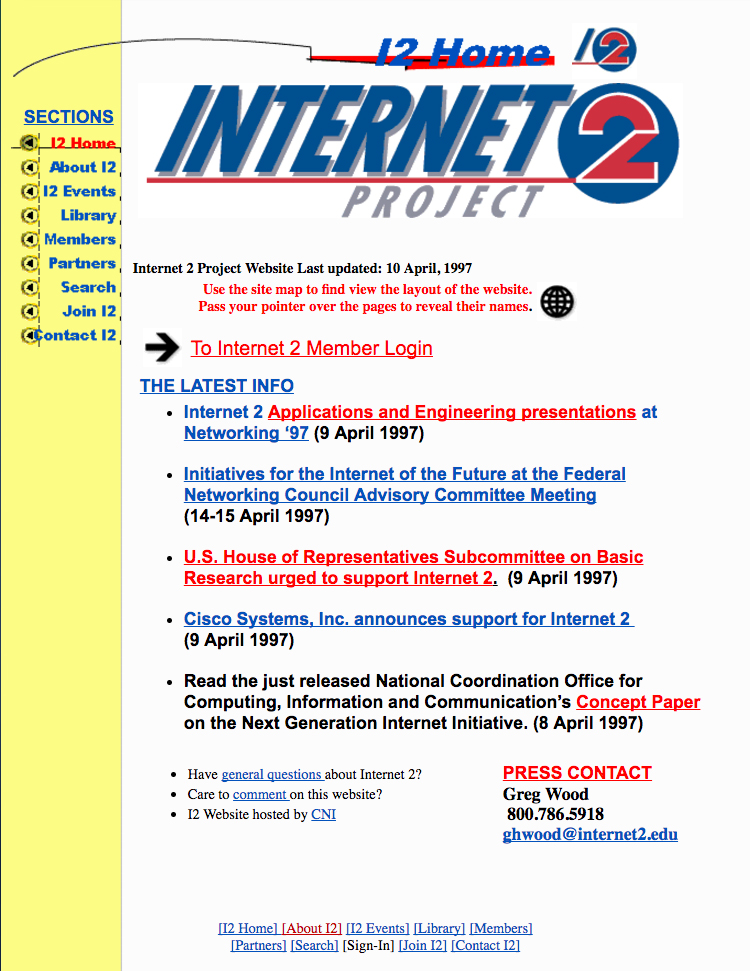 I2 Home
I2
INTERNET 2
PROJECT
SECTIONS
I2 Home
About I2
I2 Events
Library
Members
Partners
Search
Join I2
Contact I2
Internet 2 Project Website Last updated: 10 April, 1997
Use the site map to find view the layout of the website.
Pass your pointer over the pages to reveal their names.
To Internet 2 Member Login
THE LATEST INFO
• Internet 2 Applications and Engineering presentations at
Networking ‘97 (9 April 1997)
• Initiatives for the Internet of the Future at the Federal
Networking Council Advisory Committee Meeting
(14-15 April 1997)
• U.S. House of Representatives Subcommittee on Basic
Research urged to support Internet 2. (9 April 1997)
• Cisco Systems, Inc. announces support for Internet 2
(9 April 1997)
• Read the just released National Coordination Office for
Computing, Information and Communication’s Concept Paper
on the Next Generation Internet Initiative. (8 April 1997)
• Have general questions about Internet 2?
• Care to comment on this website?
• I2 Website hosted by CNI
PRESS CONTACT
Greg Wood
800.786.5918
ghwood@internet2.edu
[I2 Home] [About I2] [I2 Events] [Library] [Members]
[Partners] [Search] [Sign-In] [Join I2] [Contact I2]